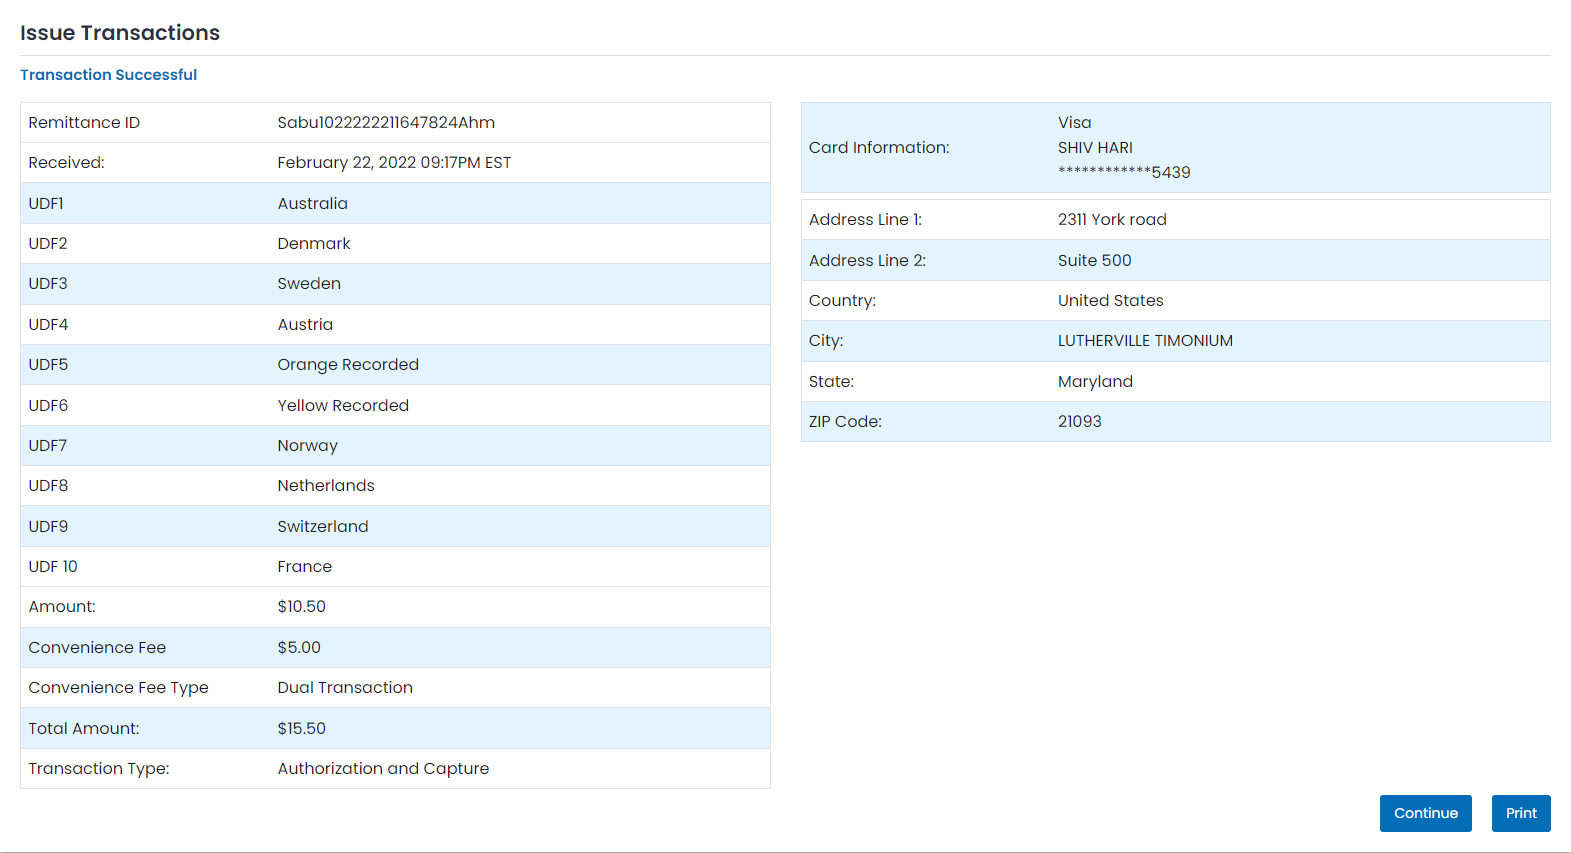 Issue Transactions
Transaction Successful
Remittance ID Sabu1022222211647824Ahm
Received: February 22, 2022 09:17PM EST
UDF1 Australia
UDF2 Denmark
UDF3 Sweden
UDF4 Austria
UDF5 Orange Recorded
UDF6 Yellow Recorded
UDF7 Norway
UDF8 Netherlands
UDF9 Switzerland
UDF 10 France
Amount: $10.50
Convenience Fee $5.00
Convenience Fee Type Dual Transaction
Total Amount: $15.50
Transaction Type: Authorization and Capture
Visa
Card Information: SHIV HARI
************5439
Address Line 1: 2311 York road
Address Line 2: Suite 500
Country: United States
City: LUTHERVILLE TIMONIUM
State: Maryland
ZIP Code: 21093
Continue Print